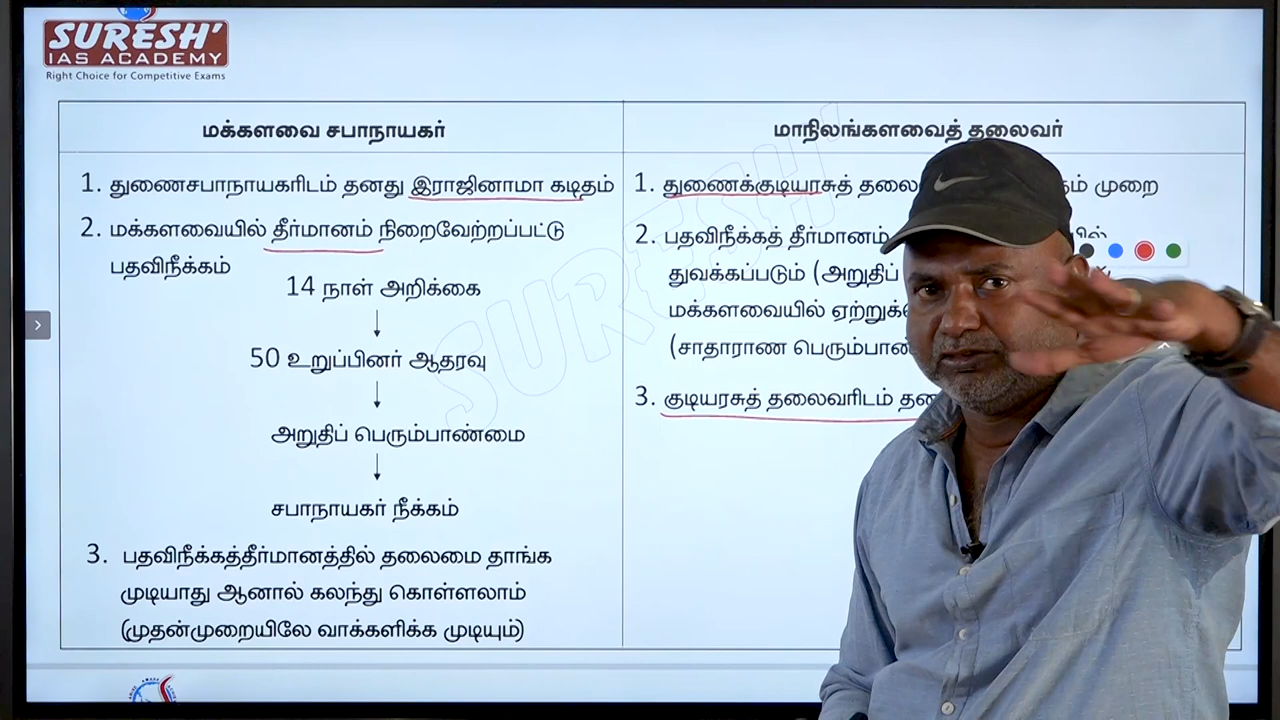 SURESH'
IAS ACADEMY
Right Choice for Competitive Exams
மக்களவை சபாநாயகர்
1. துணைசபாநாயகரிடம் தனது இராஜினாமா கடிதம்
2. மக்களவையில் தீர்மானம் நிறைவேற்றப்பட்டு
பதவிநீக்கம்
14 நாள் அறிக்கை
50 உறுப்பினர் ஆதரவு
அறுதிப் பெரும்பாண்மை
சபாநாயகர் நீக்கம்
3. பதவிநீக்கத்தீர்மானத்தில் தலைமை தாங்க
முடியாது ஆனால் கலந்து கொள்ளலாம்
(முதன்முறையிலே வாக்களிக்க முடியும்)
மாநிலங்களவைத் தலைவர்
1. துணைக்குடியரசுத் முறை
2. பதவிநீக்கத் தீர்மானம்
துவக்கப்படும் (அறுதிப்
மக்களவையில்
(சாதாராண
3. குடியரசுத் தலைவரிடம்
SURESH'